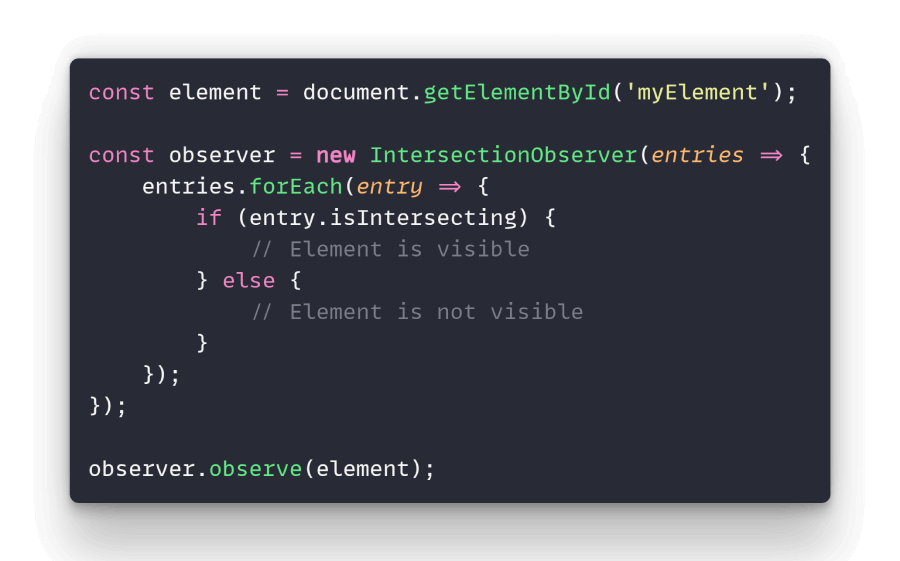 const element = document.getElementById('myElement');
const observer = new IntersectionObserver(entries => {
    entries.forEach(entry => {
        if (entry.isIntersecting) {
            // Element is visible
        } else {
            // Element is not visible
        }
    });
});
observer.observe(element);